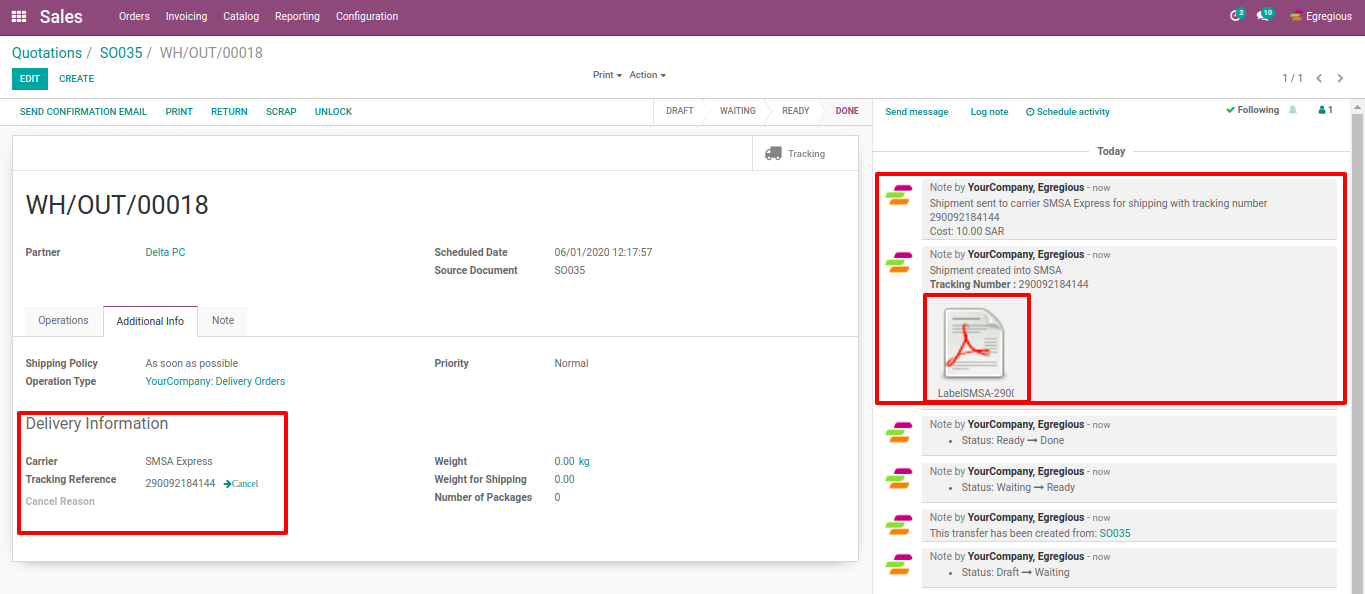 Sales Orders Invoicing Catalog Reporting Configuration 2 10 Egregious
Quotations / SO035 / WH/OUT/00018
EDIT CREATE Print Action 1 / 1
SEND CONFIRMATION EMAIL PRINT RETURN SCRAP UNLOCK DRAFT WAITING READY DONE
Tracking
WH/OUT/00018
Partner Delta PC
Scheduled Date 06/01/2020 12:17:57
Source Document SO035
Operations Additional Info Note
Shipping Policy As soon as possible
Operation Type YourCompany: Delivery Orders
Priority Normal
Delivery Information
Carrier SMSA Express
Tracking Reference 290092184144 Cancel
Cancel Reason
Weight 0.00 kg
Weight for Shipping 0.00
Number of Packages 0
Send message Log note Schedule activity Following 1
Today
Note by YourCompany, Egregious - now
Shipment sent to carrier SMSA Express for shipping with tracking number
290092184144
Cost: 10.00 SAR
Note by YourCompany, Egregious - now
Shipment created into SMSA
Tracking Number : 290092184144
LabelSMSA-2900
Note by YourCompany, Egregious - now
• Status: Ready → Done
Note by YourCompany, Egregious - now
• Status: Waiting → Ready
Note by YourCompany, Egregious - now
This transfer has been created from: SO035
Note by YourCompany, Egregious - now
• Status: Draft → Waiting